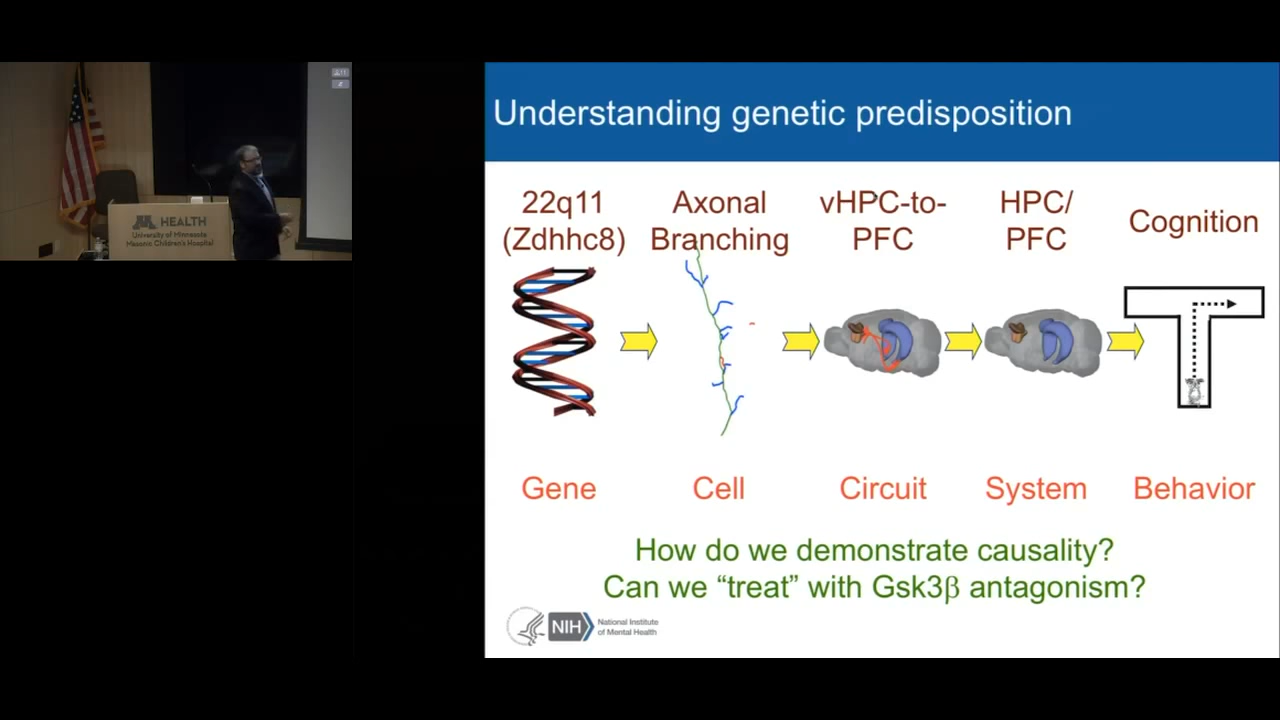 Understanding genetic predisposition
22q11
(Zdhhc8)
Axonal
Branching
vHPC-to-
PFC
HPC/
PFC
Cognition
Gene
Cell
Circuit
System
Behavior
How do we demonstrate causality?
Can we “treat” with Gsk3β antagonism?
NIH
National Institute
of Mental Health
M HEALTH
University of Minnesota
Masonic Children's Hospital